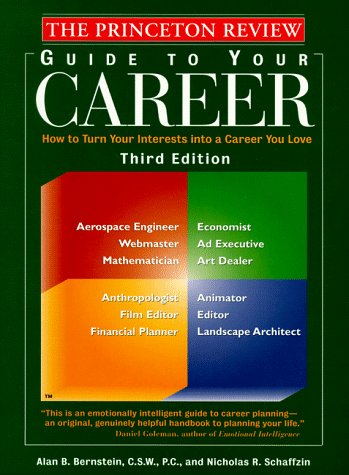 THE PRINCETON REVIEW
GUIDE TO YOUR
CAREER
How to Turn Your Interests into a Career You Love
Third Edition
Aerospace Engineer
Webmaster
Mathematician
Economist
Ad Executive
Art Dealer
Anthropologist
Film Editor
Financial Planner
Animator
Editor
Landscape Architect
TM
"This is an emotionally intelligent guide to career planning—
an original, genuinely helpful handbook to planning your life."
Daniel Goleman, author of Emotional Intelligence
Alan B. Bernstein, C.S.W., P.C., and Nicholas R. Schaffzin